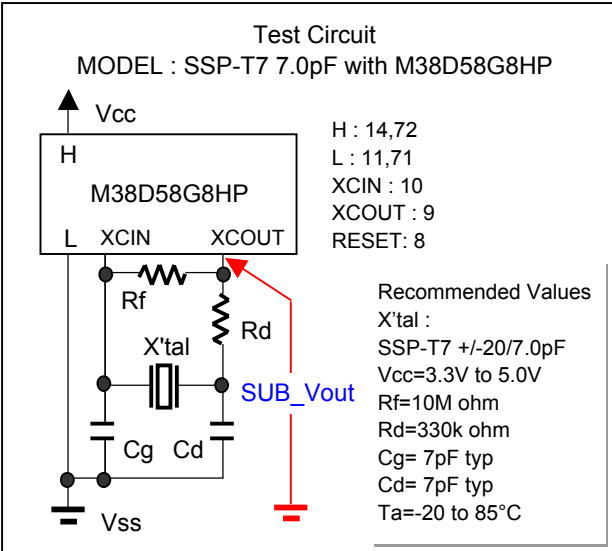 Test Circuit
MODEL : SSP-T7 7.0pF with M38D58G8HP
Vcc
H
M38D58G8HP
L XCIN XCOUT
H : 14,72
L : 11,71
XCIN : 10
XCOUT : 9
RESET: 8
Rf
Rd
X'tal
SUB_Vout
Cg Cd
Vss
Recommended Values
X’tal :
SSP-T7 +/-20/7.0pF
Vcc=3.3V to 5.0V
Rf=10M ohm
Rd=330k ohm
Cg= 7pF typ
Cd= 7pF typ
Ta=-20 to 85°C